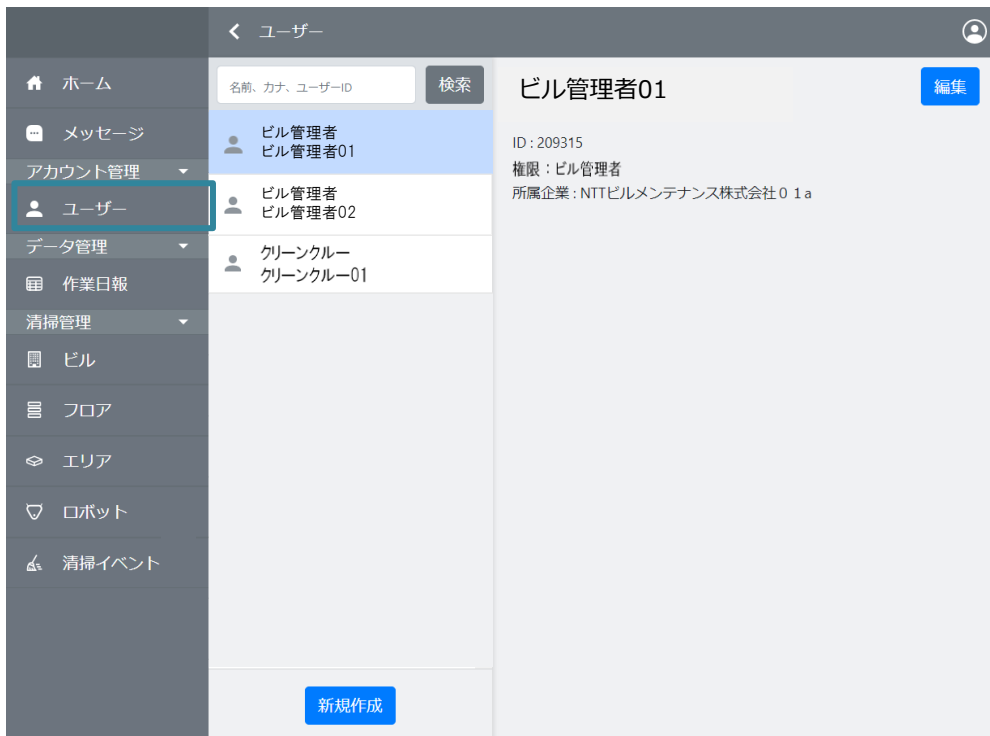 ユーザー
ホーム
メッセージ
アカウント管理
ユーザー
データ管理
作業日報
清掃管理
ビル
フロア
エリア
ロボット
清掃イベント
名前、カナ、ユーザーID
検索
ビル管理者
ビル管理者01
ビル管理者
ビル管理者02
クリーンクルー
クリーンクルー01
新規作成
ビル管理者01
編集
ID : 209315
権限：ビル管理者
所属企業 : NTTビルメンテナンス株式会社０１a